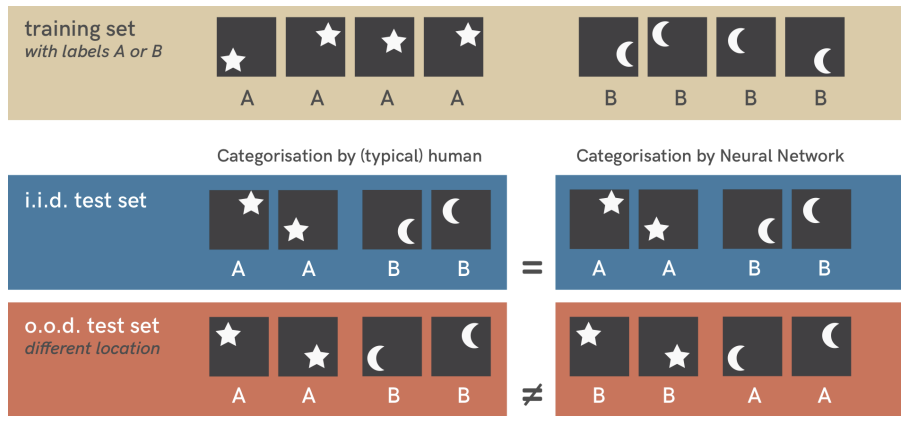 training set
with labels A or B
A A A A B B B B
Categorisation by (typical) human Categorisation by Neural Network
i.i.d. test set
A A B B = A A B B
o.o.d. test set
different location
A A B B ≠ B B A A